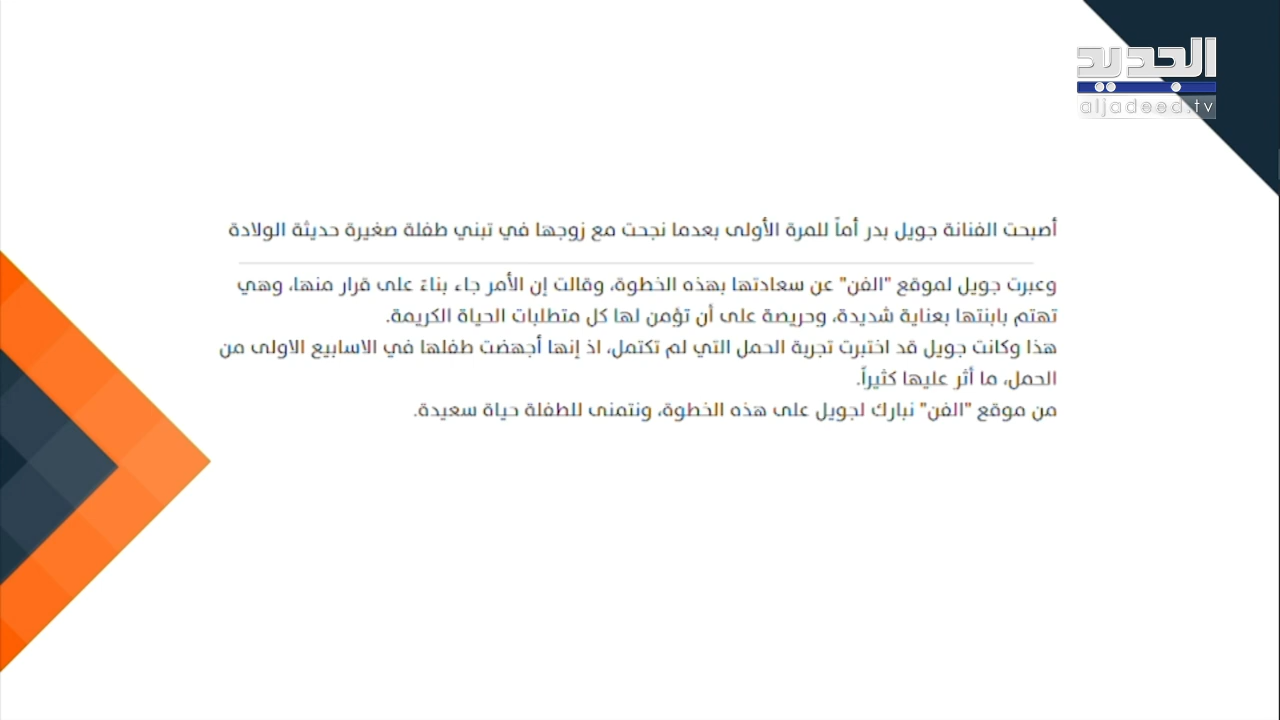 الجديد
aljadeed.tv
أصبحت الفنانة جويل بدر أماً للمرة الأولى بعدما نجحت مع زوجها في تبني طفلة صغيرة حديثة الولادة
وعبرت جويل لموقع "الفن" عن سعادتها بهذه الخطوة، وقالت إن الأمر جاء بناءً على قرار منها، وهي
تهتم بابنتها بعناية شديدة، وحريصة على أن تؤمن لها كل متطلبات الحياة الكريمة.
هذا وكانت جويل قد اختبرت تجربة الحمل التي لم تكتمل، اذ إنها أجهضت طفلها في الاسابيع الاولى من
الحمل، ما أثر عليها كثيراً.
من موقع "الفن" نبارك لجويل على هذه الخطوة، ونتمنى للطفلة حياة سعيدة.